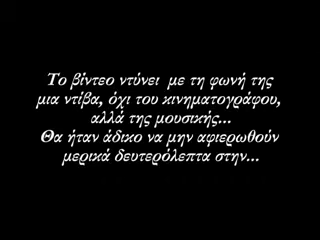 Το βίντεο ντύνει με τη φωνή της
μια ντίβα, όχι του κινηματογράφου,
αλλά της μουσικής...
Θα ήταν άδικο να μην αφιερωθούν
μερικά δευτερόλεπτα στην...